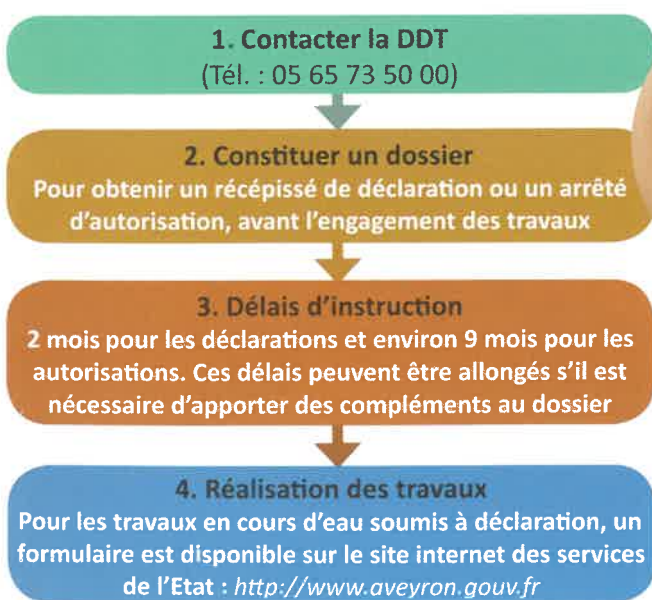 1. Contacter la DDT
(Tél. : 05 65 73 50 00)
2. Constituer un dossier
Pour obtenir un récépissé de déclaration ou un arrêté
d'autorisation, avant l'engagement des travaux
3. Délais d'instruction
2 mois pour les déclarations et environ 9 mois pour les
autorisations. Ces délais peuvent être allongés s'il est
nécessaire d'apporter des compléments au dossier
4. Réalisation des travaux
Pour les travaux en cours d'eau soumis à déclaration, un
formulaire est disponible sur le site internet des services
de l'Etat : http://www.aveyron.gouv.fr